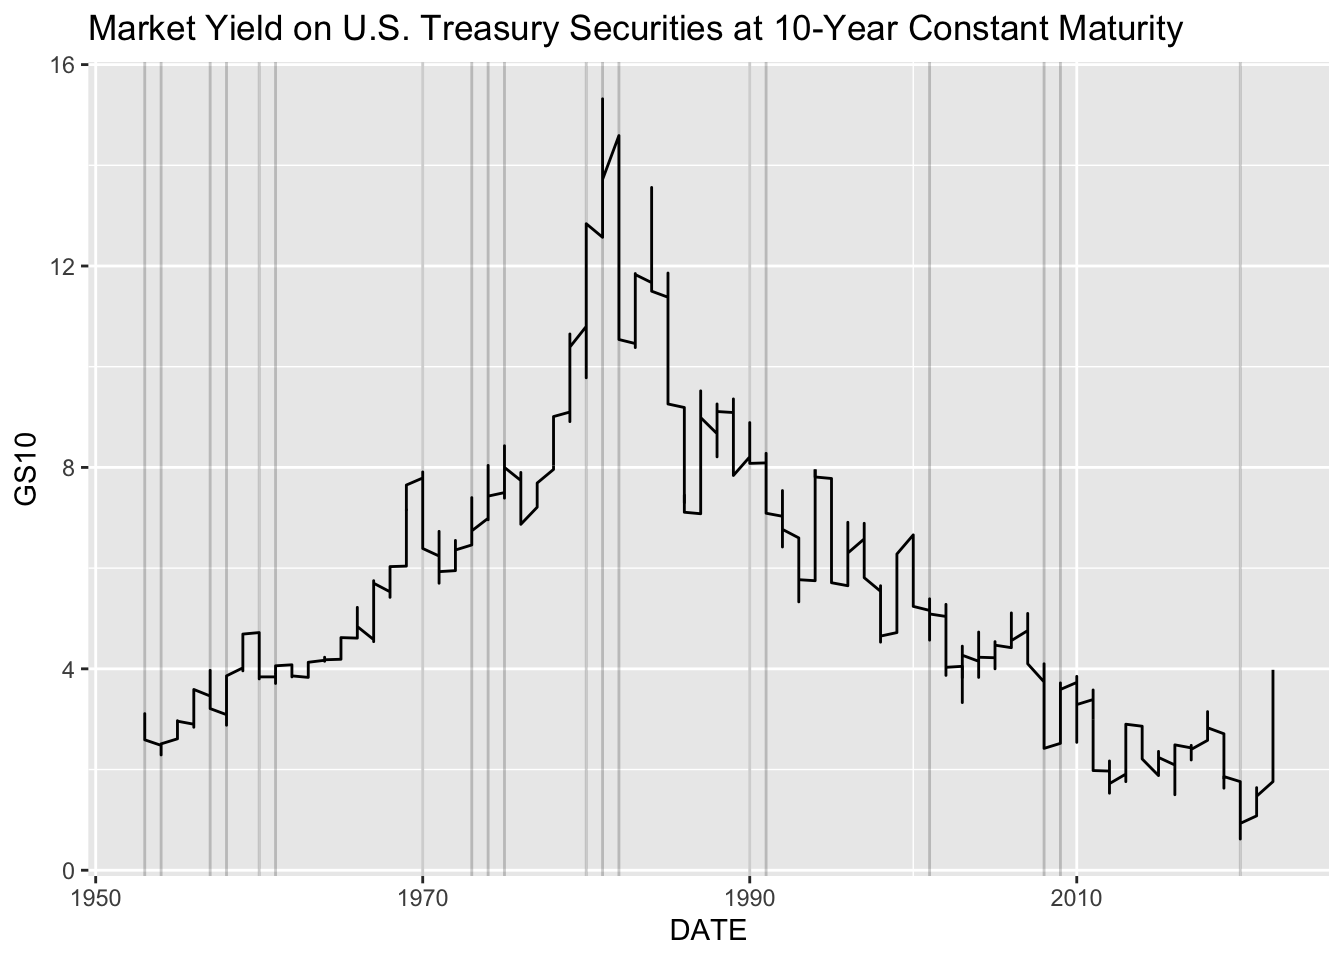 Market Yield on U.S. Treasury Securities at 10-Year Constant Maturity
16
12
8
4
0
GS10
1950 1970 1990 2010
DATE